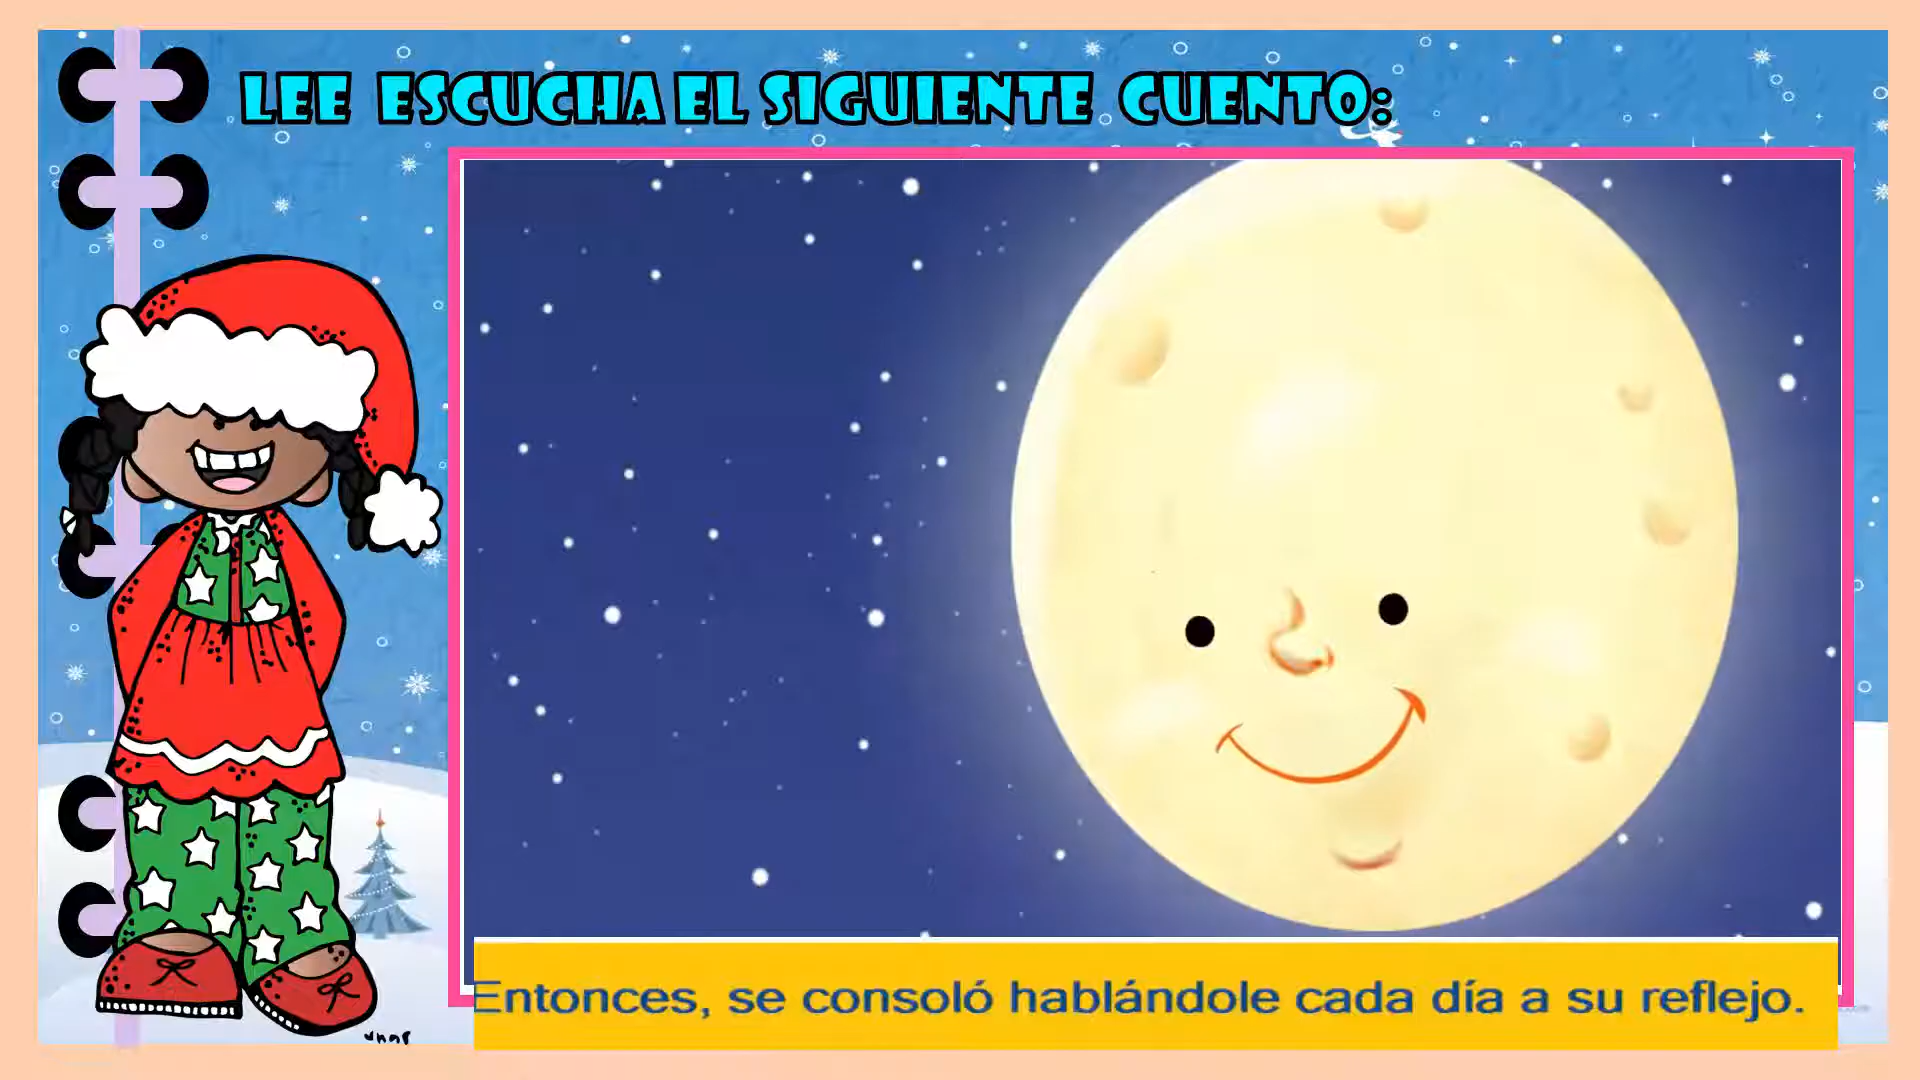 LEE ESCUCHA EL SIGUIENTE CUENTO:
Entonces, se consoló hablándole cada día a su reflejo.